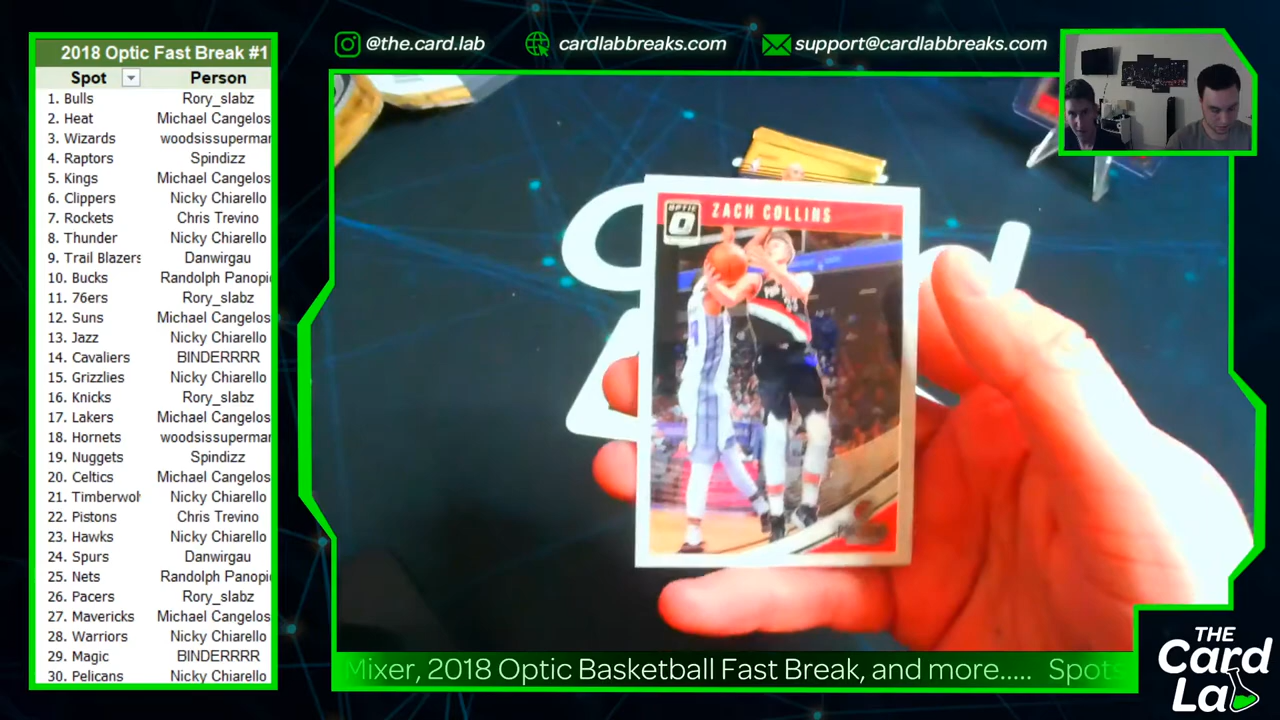 @the.card.lab
cardlabbreaks.com
support@cardlabbreaks.com
2018 Optic Fast Break #1
Spot Person
1. Bulls Rory_slabz
2. Heat Michael Cangelos
3. Wizards woodsissuperman
4. Raptors Spindizz
5. Kings Michael Cangelos
6. Clippers Nicky Chiarello
7. Rockets Chris Trevino
8. Thunder Nicky Chiarello
9. Trail Blazers Danwirgau
10. Bucks Randolph Panopic
11. 76ers Rory_slabz
12. Suns Michael Cangelos
13. Jazz Nicky Chiarello
14. Cavaliers BINDERRRR
15. Grizzlies Nicky Chiarello
16. Knicks Rory_slabz
17. Lakers Michael Cangelos
18. Hornets woodsissuperman
19. Nuggets Spindizz
20. Celtics Michael Cangelos
21. Timberwol Nicky Chiarello
22. Pistons Chris Trevino
23. Hawks Nicky Chiarello
24. Spurs Danwirgau
25. Nets Randolph Panopic
26. Pacers Rory_slabz
27. Mavericks Michael Cangelos
28. Warriors Nicky Chiarello
29. Magic BINDERRRR
30. Pelicans Nicky Chiarello
OPTIC
ZACH COLLINS
Mixer, 2018 Optic Basketball Fast Break, and more..... Spots
THE
Card
Lab